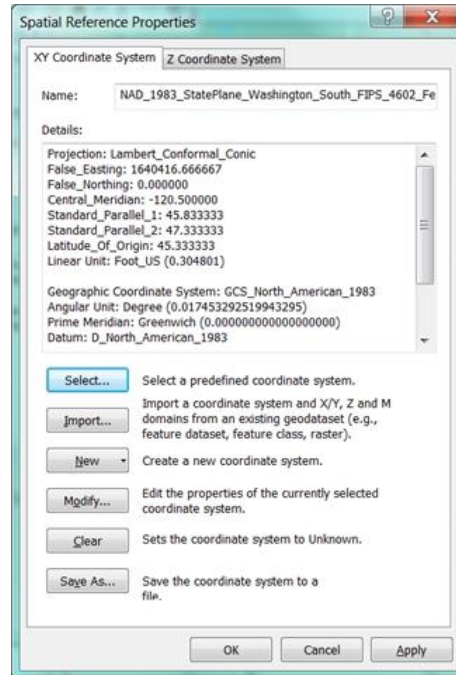 Spatial Reference Properties
XY Coordinate System Z Coordinate System
Name: NAD_1983_StatePlane_Washington_South_FIPS_4602_Fe
Details:
Projection: Lambert_Conformal_Conic
False_Easting: 1640416.666667
False_Northing: 0.000000
Central_Meridian: -120.500000
Standard_Parallel_1: 45.833333
Standard_Parallel_2: 47.333333
Latitude_Of_Origin: 45.333333
Linear Unit: Foot_US (0.304801)
Geographic Coordinate System: GCS_North_American_1983
Angular Unit: Degree (0.017453292519943295)
Prime Meridian: Greenwich (0.000000000000000000)
Datum: D_North_American_1983
Select... Select a predefined coordinate system.
Import... Import a coordinate system and X/Y, Z and M
domains from an existing geodataset (e.g.,
feature dataset, feature class, raster).
New Create a new coordinate system.
Modify... Edit the properties of the currently selected
coordinate system.
Clear Sets the coordinate system to Unknown.
Save As... Save the coordinate system to a
file.
OK Cancel Apply